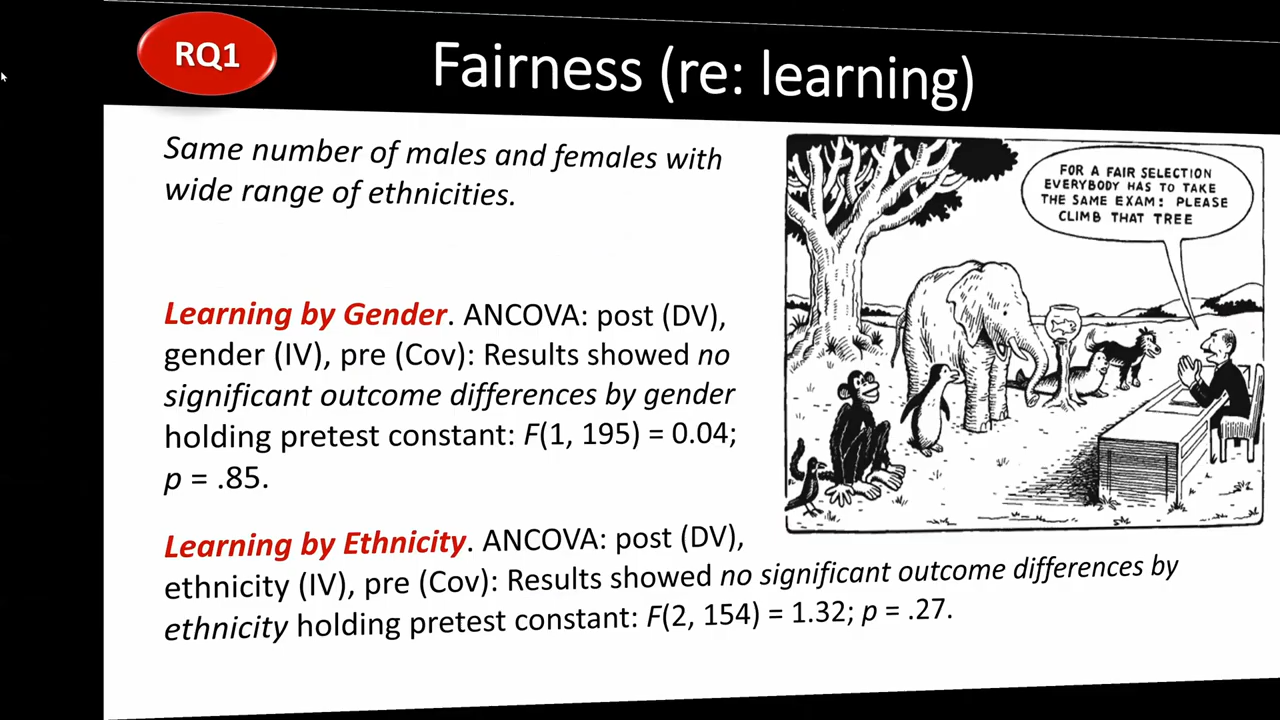 RQ1
Fairness (re: learning)
Same number of males and females with
wide range of ethnicities.
FOR A FAIR SELECTION
EVERYBODY HAS TO TAKE
THE SAME EXAM: PLEASE
CLIMB THAT TREE
Learning by Gender. ANCOVA: post (DV),
gender (IV), pre (Cov): Results showed no
significant outcome differences by gender
holding pretest constant: F(1, 195) = 0.04;
p = .85.
Learning by Ethnicity. ANCOVA: post (DV),
ethnicity (IV), pre (Cov): Results showed no significant outcome differences by
ethnicity holding pretest constant: F(2, 154) = 1.32; p = .27.